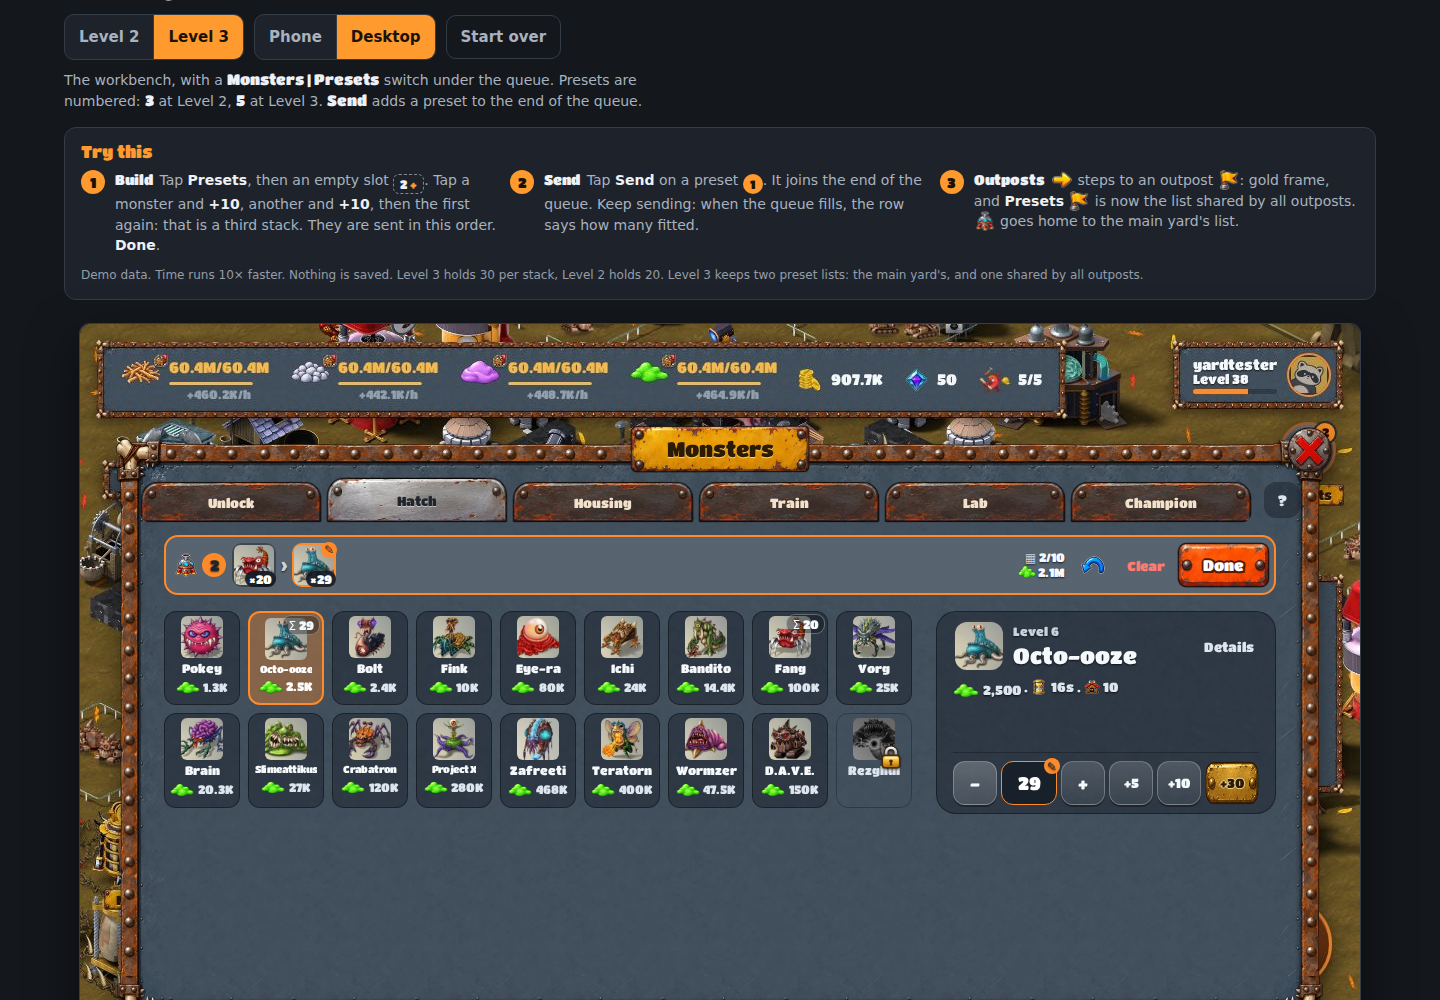 Level 2
Level 3
Phone
Desktop
Start over
The workbench, with a Monsters|Presets switch under the queue. Presets are
numbered: 3 at Level 2, 5 at Level 3. Send adds a preset to the end of the queue.
Try this
1
Build Tap Presets, then an empty slot 2 +. Tap a
monster and +10, another and +10, then the first
again: that is a third stack. They are sent in this order.
Done.
2
Send Tap Send on a preset 1. It joins the end of the
queue. Keep sending: when the queue fills, the row
says how many fitted.
3
Outposts steps to an outpost : gold frame,
and Presets is now the list shared by all outposts.
goes home to the main yard's list.
Demo data. Time runs 10× faster. Nothing is saved. Level 3 holds 30 per stack, Level 2 holds 20. Level 3 keeps two preset lists: the main yard's, and one shared by all outposts.
60.4M/60.4M
+460.2K/h
60.4M/60.4M
+442.1K/h
60.4M/60.4M
+448.7K/h
60.4M/60.4M
+464.9K/h
907.7K
50
5/5
yardtester
Level 38
Monsters
Unlock
Hatch
Housing
Train
Lab
Champion
?
2
×20
›
×29
2/10
2.1M
Clear
Done
Pokey
1.3K
Σ 29
Octo-ooze
2.5K
Bolt
2.4K
Fink
10K
Eye-ra
80K
Ichi
24K
Bandito
14.4K
Σ 20
Fang
100K
Vorg
25K
Brain
20.3K
Slimeattikus
27K
Crabatron
120K
Project X
280K
Zafreeti
468K
Teratorn
400K
Wormzer
47.5K
D.A.V.E.
150K
Rezghul
Level 6
Octo-ooze
Details
2,500 · 16s · 10
-
29
+
+5
+10
+30